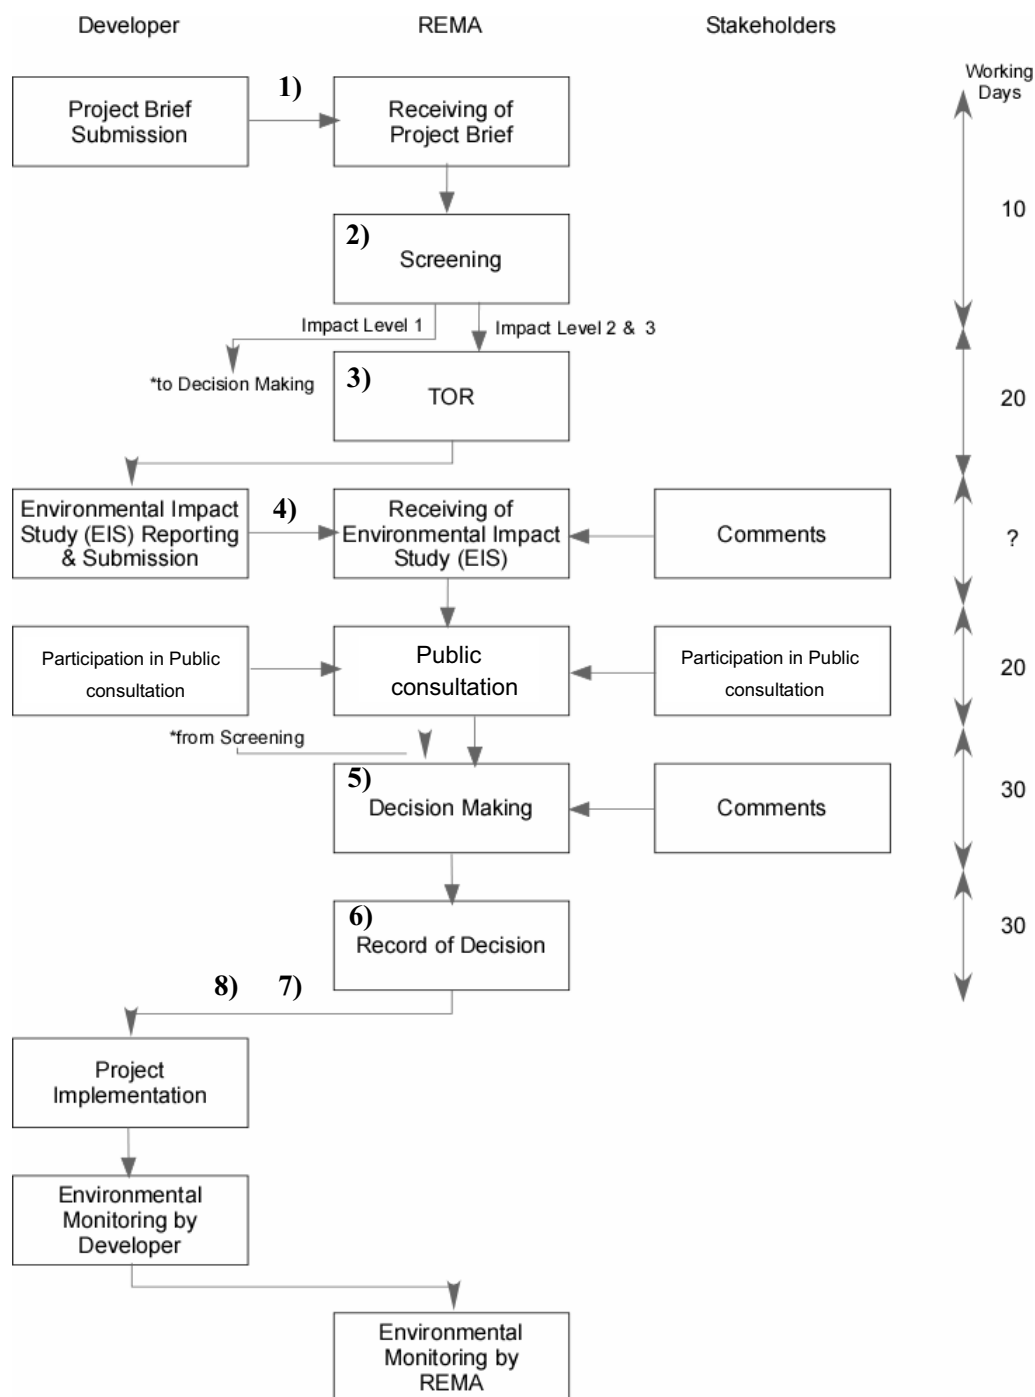 Developer
REMA
Stakeholders
Working
Days
1)
Project Brief
Submission
Receiving of
Project Brief
10
2)
Screening
Impact Level 1
Impact Level 2 & 3
*to Decision Making
3)
TOR
20
Environmental Impact
Study (EIS) Reporting
& Submission
4)
Receiving of
Environmental Impact
Study (EIS)
Comments
?
Participation in Public
consultation
Public
consultation
Participation in Public
consultation
20
*from Screening
5)
Decision Making
Comments
30
6)
Record of Decision
30
8)
7)
Project
Implementation
Environmental
Monitoring by
Developer
Environmental
Monitoring by
REMA